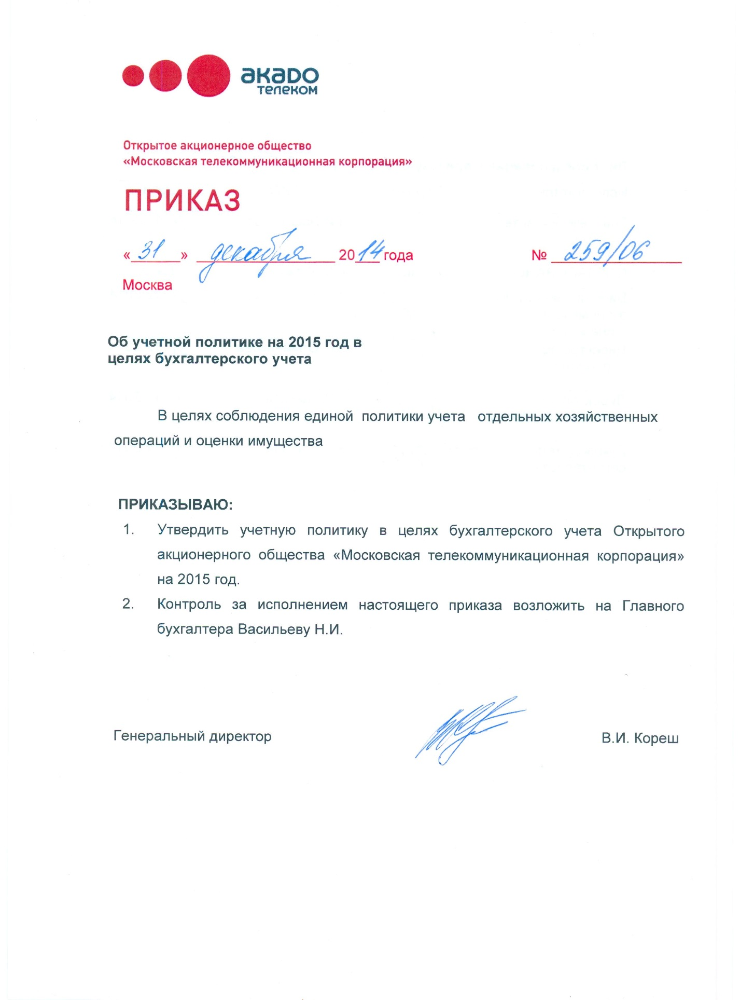 акадо
телеком
Открытое акционерное общество
«Московская телекоммуникационная корпорация»
ПРИКАЗ
«31» декабря 2014 года № 259/06
Москва
Об учетной политике на 2015 год в
целях бухгалтерского учета
В целях соблюдения единой политики учета отдельных хозяйственных
операций и оценки имущества
ПРИКАЗЫВАЮ:
1. Утвердить учетную политику в целях бухгалтерского учета Открытого
акционерного общества «Московская телекоммуникационная корпорация»
на 2015 год.
2. Контроль за исполнением настоящего приказа возложить на Главного
бухгалтера Васильеву Н.И.
Генеральный директор В.И. Кореш